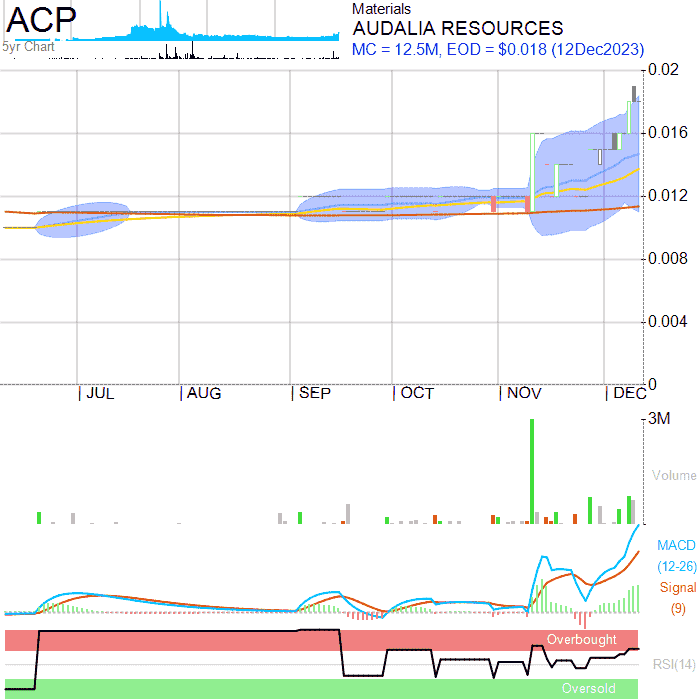 ACP
5yr Chart
Materials
AUDALIA RESOURCES
MC = 12.5M, EOD = $0.018 (12Dec2023)
0.02
0.016
0.012
0.008
0.004
0
JUL
AUG
SEP
OCT
NOV
DEC
3M
Volume
MACD
(12-26)
Signal
(9)
Overbought
RSI(14)
Oversold